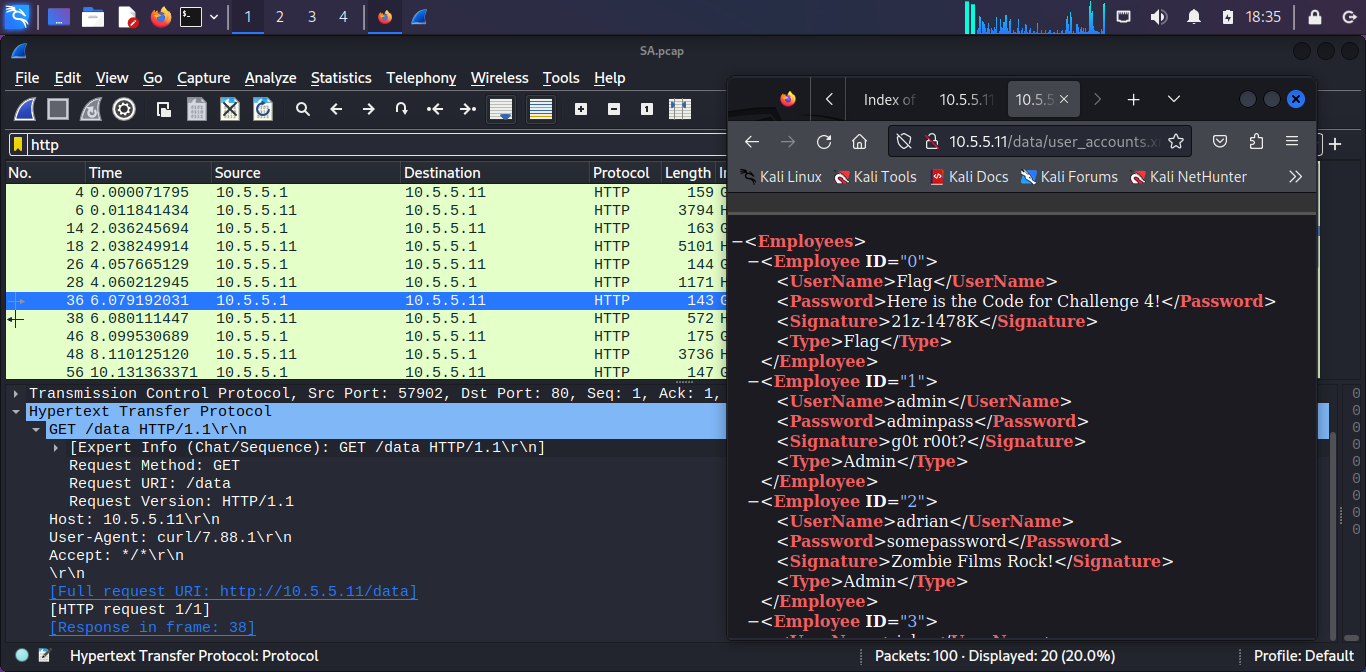 1 2 3 4 18:35
SA.pcap
File Edit View Go Capture Analyze Statistics Telephony Wireless Tools Help
http
No. Time Source Destination Protocol Length
4 0.000071795 10.5.5.1 10.5.5.11 HTTP 159
6 0.011841434 10.5.5.11 10.5.5.1 HTTP 3794
14 2.036245694 10.5.5.1 10.5.5.11 HTTP 163
18 2.038249914 10.5.5.11 10.5.5.1 HTTP 5101
26 4.057665129 10.5.5.1 10.5.5.11 HTTP 144
28 4.060212945 10.5.5.11 10.5.5.1 HTTP 1171
36 6.079192031 10.5.5.1 10.5.5.11 HTTP 143
38 6.080111447 10.5.5.11 10.5.5.1 HTTP 572
46 8.099530689 10.5.5.1 10.5.5.11 HTTP 175
48 8.110125120 10.5.5.11 10.5.5.1 HTTP 3736
56 10.131363371 10.5.5.1 10.5.5.11 HTTP 147
Transmission Control Protocol, Src Port: 57902, Dst Port: 80, Seq: 1, Ack: 1,
Hypertext Transfer Protocol
GET /data HTTP/1.1\r\n
[Expert Info (Chat/Sequence): GET /data HTTP/1.1\r\n]
Request Method: GET
Request URI: /data
Request Version: HTTP/1.1
Host: 10.5.5.11\r\n
User-Agent: curl/7.88.1\r\n
Accept: */*\r\n
\r\n
[Full request URI: http://10.5.5.11/data]
[HTTP request 1/1]
[Response in frame: 38]
Index of 10.5.5.11 10.5.5
10.5.5.11/data/user_accounts.x
Kali Linux Kali Tools Kali Docs Kali Forums Kali NetHunter
−<Employees>
−<Employee ID="0">
<UserName>Flag</UserName>
<Password>Here is the Code for Challenge 4!</Password>
<Signature>21z-1478K</Signature>
<Type>Flag</Type>
</Employee>
−<Employee ID="1">
<UserName>admin</UserName>
<Password>adminpass</Password>
<Signature>g0t r00t?</Signature>
<Type>Admin</Type>
</Employee>
−<Employee ID="2">
<UserName>adrian</UserName>
<Password>somepassword</Password>
<Signature>Zombie Films Rock!</Signature>
<Type>Admin</Type>
</Employee>
−<Employee ID="3">
Hypertext Transfer Protocol: Protocol Packets: 100 · Displayed: 20 (20.0%) Profile: Default